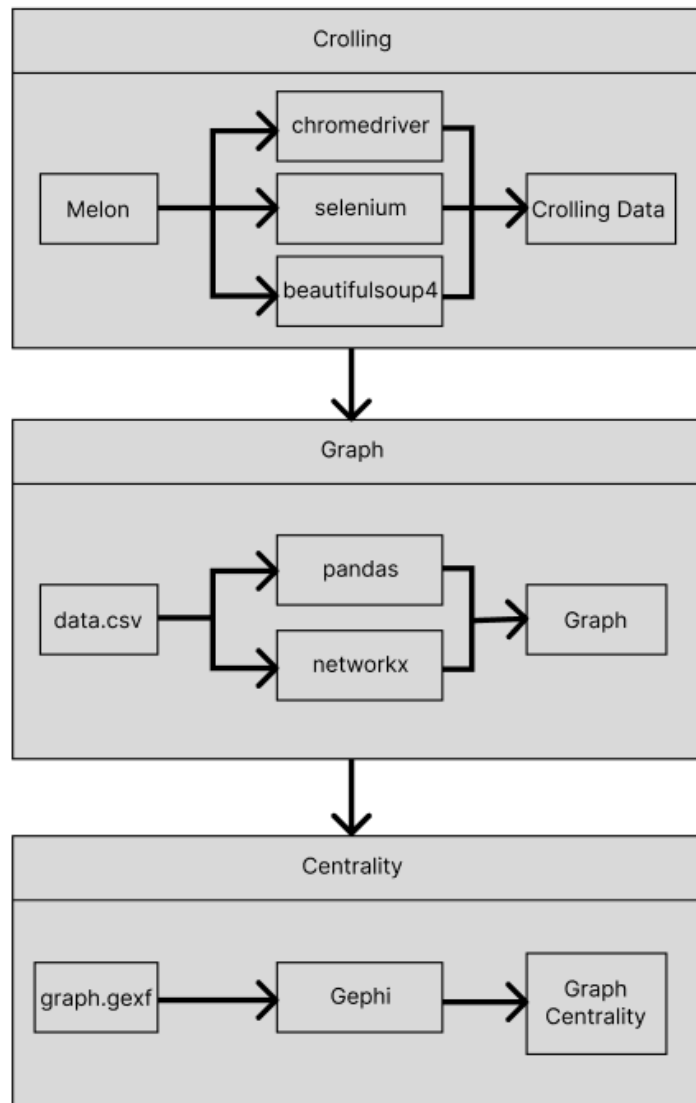 Crolling
chromedriver
Melon
selenium
Crolling Data
beautifulsoup4
Graph
pandas
data.csv
Graph
networkx
Centrality
graph.gexf
Gephi
Graph
Centrality